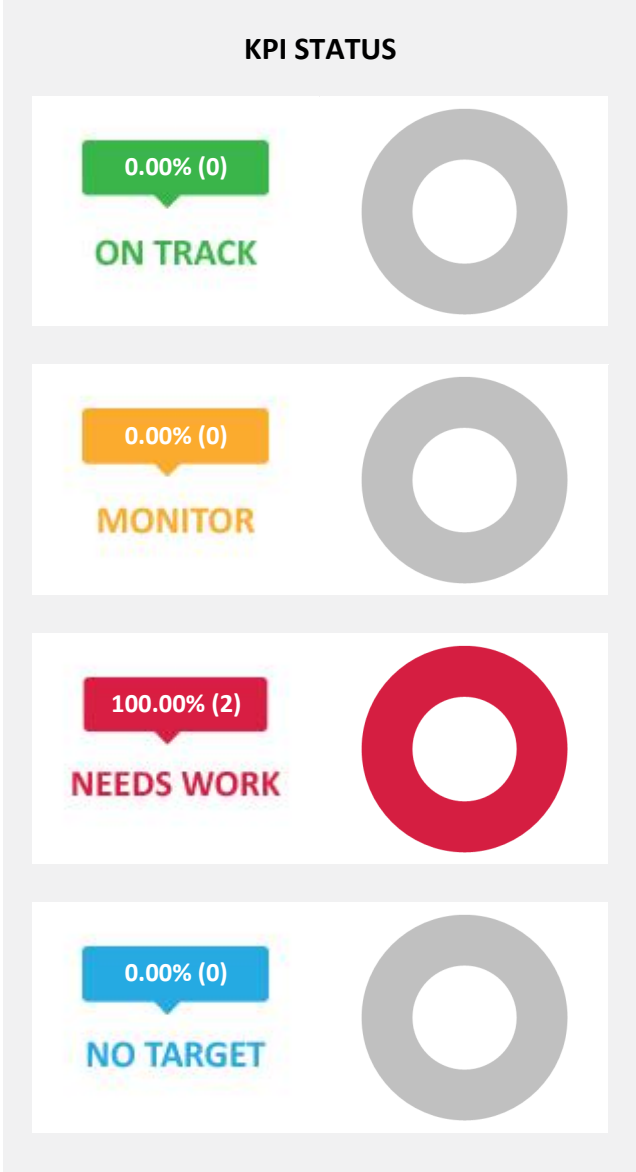 KPI STATUS
0.00% (0)
ON TRACK
0.00% (0)
MONITOR
100.00% (2)
NEEDS WORK
0.00% (0)
NO TARGET